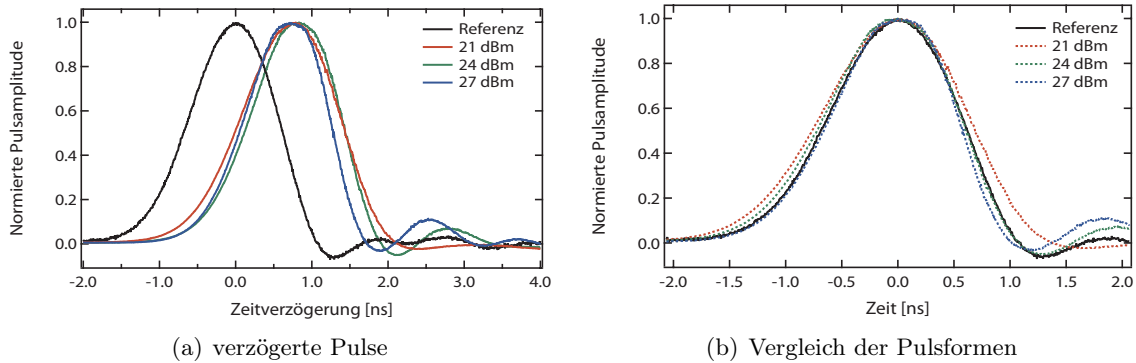 Normierte Pulsamplitude
1.0
0.8
0.6
0.4
0.2
0.0
-2.0
-1.0
0.0
1.0
2.0
3.0
4.0
Zeitverzögerung [ns]
Referenz
21 dBm
24 dBm
27 dBm
(a) verzögerte Pulse
Normierte Pulsamplitude
1.0
0.8
0.6
0.4
0.2
0.0
-2.0
-1.5
-1.0
-0.5
0.0
0.5
1.0
1.5
2.0
Zeit [ns]
Referenz
21 dBm
24 dBm
27 dBm
(b) Vergleich der Pulsformen